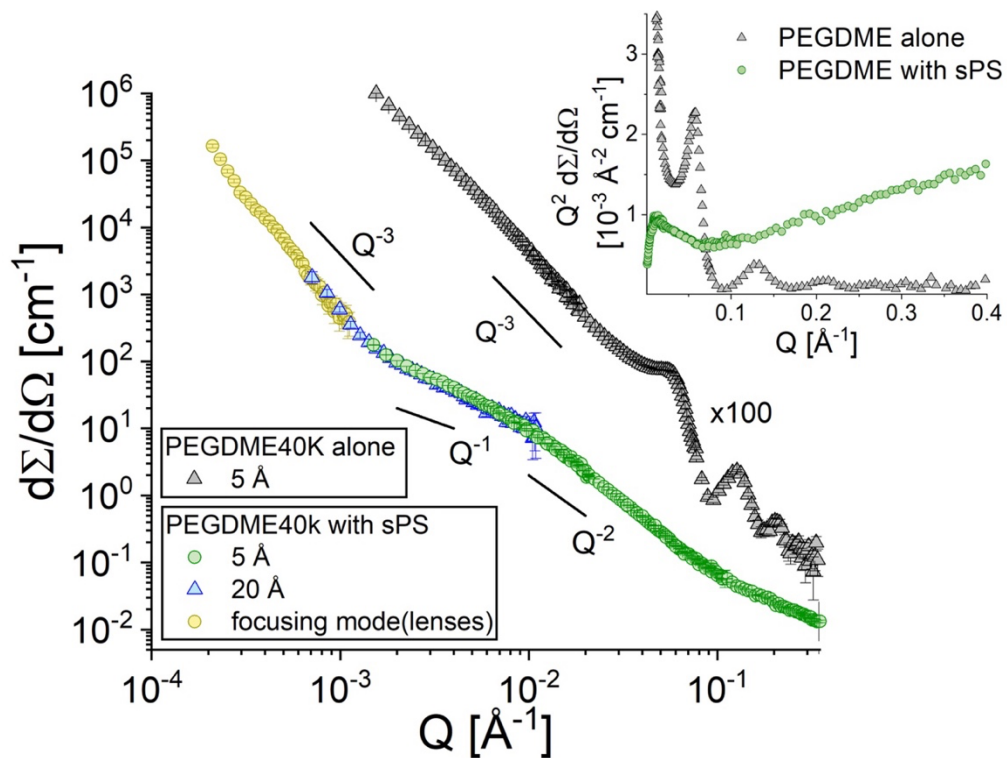 PEGDME alone
PEGDME with sPS
Q² dΣ/dΩ
[10⁻³ Å⁻² cm⁻¹]
3
2
1
0.1 0.2 0.3 0.4
Q [Å⁻¹]
dΣ/dΩ [cm⁻¹]
10⁶
10⁵
10⁴
10³
10²
10¹
10⁰
10⁻¹
10⁻²
Q⁻³
Q⁻³
x100
Q⁻¹
Q⁻²
PEGDME40K alone
5 Å
PEGDME40k with sPS
5 Å
20 Å
focusing mode(lenses)
10⁻⁴ 10⁻³ 10⁻² 10⁻¹
Q [Å⁻¹]